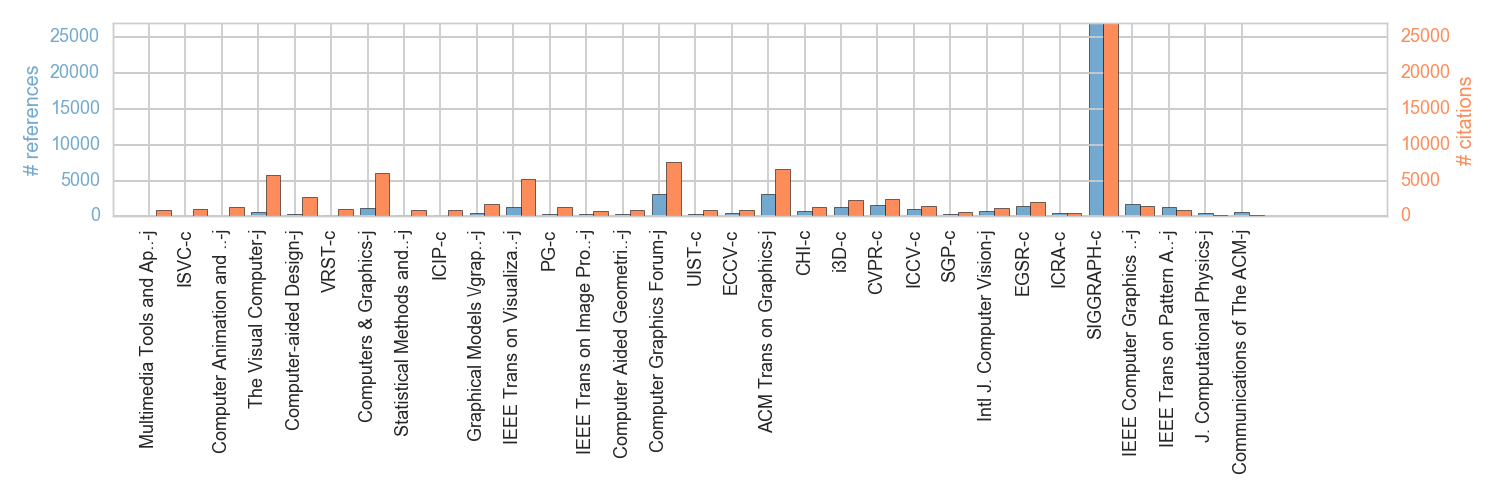 # references
25000
20000
15000
10000
5000
0
25000
20000
15000
10000
5000
0
# citations
Multimedia Tools and Ap..-j
ISVC-c
Computer Animation and ..-j
The Visual Computer-j
Computer-aided Design-j
VRST-c
Computers & Graphics-j
Statistical Methods and..-j
ICIP-c
Graphical Models \/grap..-j
IEEE Trans on Visualiza..-j
PG-c
IEEE Trans on Image Pro..-j
Computer Aided Geometri..-j
Computer Graphics Forum-j
UIST-c
ECCV-c
ACM Trans on Graphics-j
CHI-c
i3D-c
CVPR-c
ICCV-c
SGP-c
Intl J. Computer Vision-j
EGSR-c
ICRA-c
SIGGRAPH-c
IEEE Computer Graphics ..-j
IEEE Trans on Pattern A..-j
J. Computational Physics-j
Communications of The ACM-j